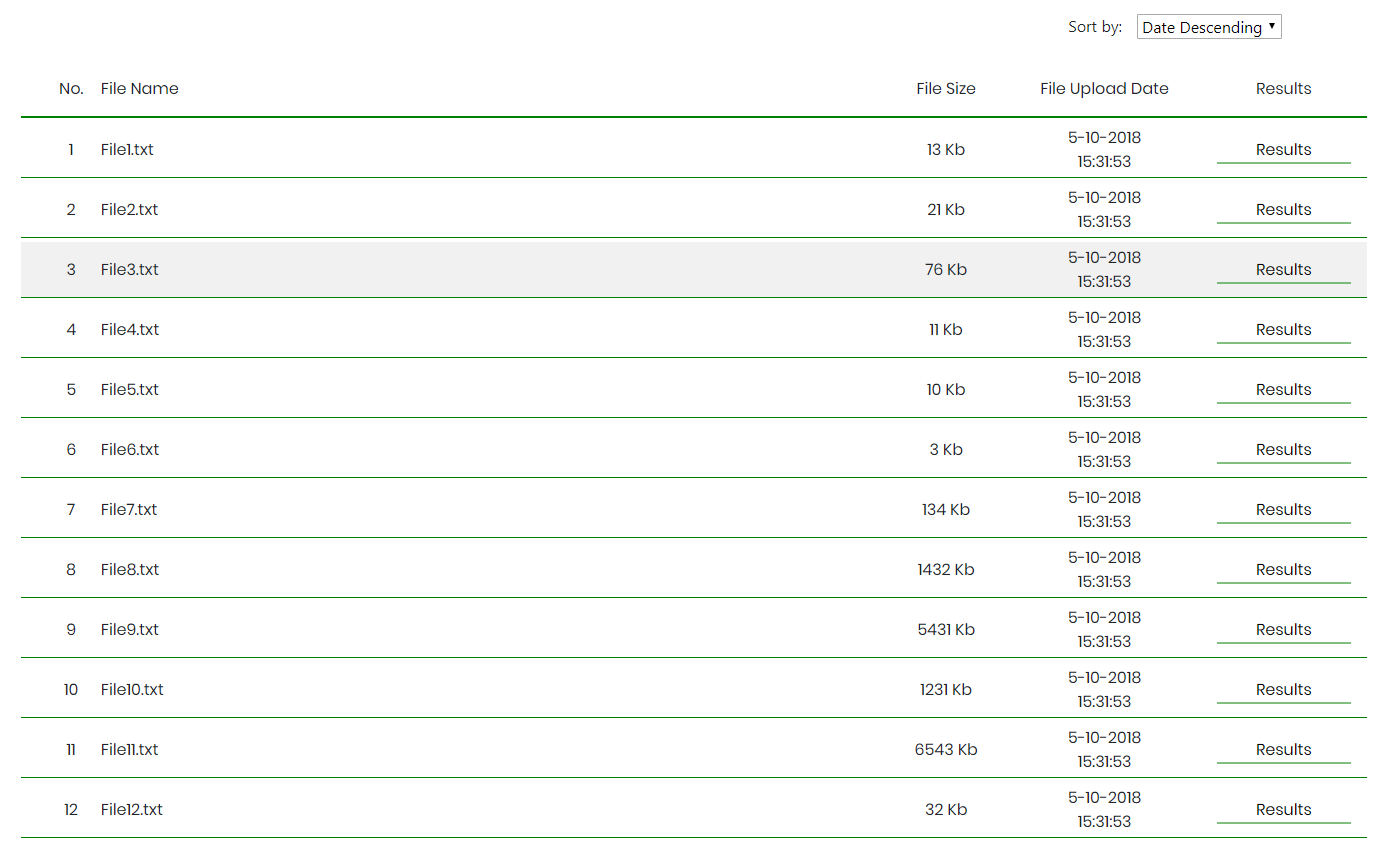 Sort by: Date Descending
No. File Name File Size File Upload Date Results
1 File1.txt 13 Kb 5-10-2018 15:31:53 Results
2 File2.txt 21 Kb 5-10-2018 15:31:53 Results
3 File3.txt 76 Kb 5-10-2018 15:31:53 Results
4 File4.txt 11 Kb 5-10-2018 15:31:53 Results
5 File5.txt 10 Kb 5-10-2018 15:31:53 Results
6 File6.txt 3 Kb 5-10-2018 15:31:53 Results
7 File7.txt 134 Kb 5-10-2018 15:31:53 Results
8 File8.txt 1432 Kb 5-10-2018 15:31:53 Results
9 File9.txt 5431 Kb 5-10-2018 15:31:53 Results
10 File10.txt 1231 Kb 5-10-2018 15:31:53 Results
11 File11.txt 6543 Kb 5-10-2018 15:31:53 Results
12 File12.txt 32 Kb 5-10-2018 15:31:53 Results